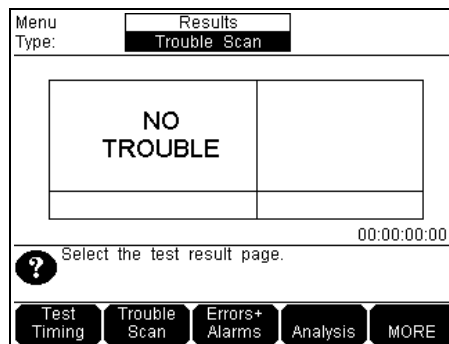 Menu Results
Type: Trouble Scan
NO
TROUBLE
00:00:00:00
? Select the test result page.
Test Timing Trouble Scan Errors+ Alarms Analysis MORE